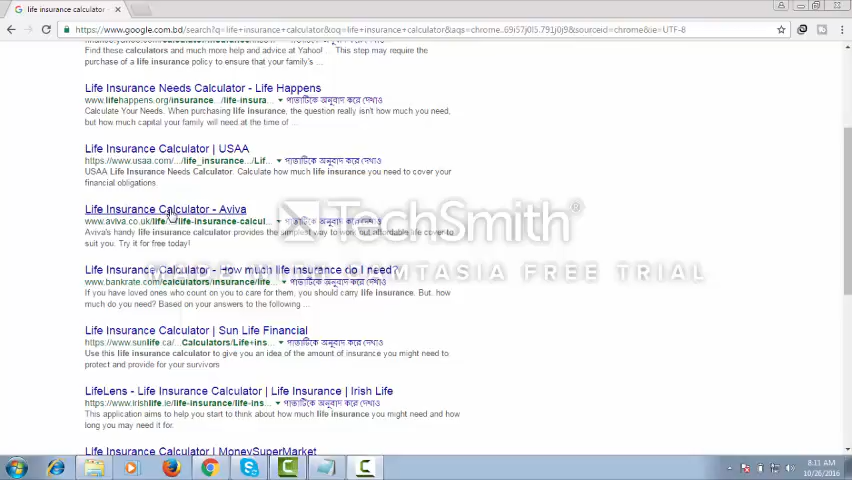 life insurance calculator -
https://www.google.com.bd/search?q=life+insurance+calculator&oq=life+insurance+calculator&aqs=chrome..69i57j0l5.791j0j9&sourceid=chrome&ie=UTF-8
Find these calculators and much more help and advice at Yahoo! ... This step may require the
purchase of a life insurance policy to ensure that your family's ...
Life Insurance Needs Calculator - Life Happens
www.lifehappens.org/insurance.../life-insura... পাতাটিকে অনুবাদ করে দেখাও
Calculate Your Needs. When purchasing life insurance, the question really isn't how much you need,
but how much capital your family will need at the time of ...
Life Insurance Calculator | USAA
https://www.usaa.com/.../life_insurance.../Lif... পাতাটিকে অনুবাদ করে দেখাও
USAA Life Insurance Needs Calculator. Calculate how much life insurance you need to cover your
financial obligations
Life Insurance Calculator - Aviva
www.aviva.co.uk/life/.../life-insurance-calcul... পাতাটিকে অনুবাদ করে দেখাও
Aviva's handy life insurance calculator provides the simplest way to work out affordable life cover to
suit you. Try it for free today!
TechSmith®
MADE WITH CAMTASIA FREE TRIAL
Life Insurance Calculator - How much life insurance do I need?
www.bankrate.com/calculators/insurance/life... পাতাটিকে অনুবাদ করে দেখাও
If you have loved ones who count on you to care for them, you should carry life insurance. But, how
much do you need? Based on your answers to the following ...
Life Insurance Calculator | Sun Life Financial
https://www.sunlife.ca/...Calculators/Life+ins... পাতাটিকে অনুবাদ করে দেখাও
Use this life insurance calculator to give you an idea of the amount of insurance you might need to
protect and provide for your survivors
LifeLens - Life Insurance Calculator | Life Insurance | Irish Life
https://www.irishlife.ie/life-insurance/life-ins... পাতাটিকে অনুবাদ করে দেখাও
This application aims to help you start to think about how much life insurance you might need and how
long you may need it for.
Life Insurance Calculator | MoneySuperMarket
8:11 AM
10/26/2016